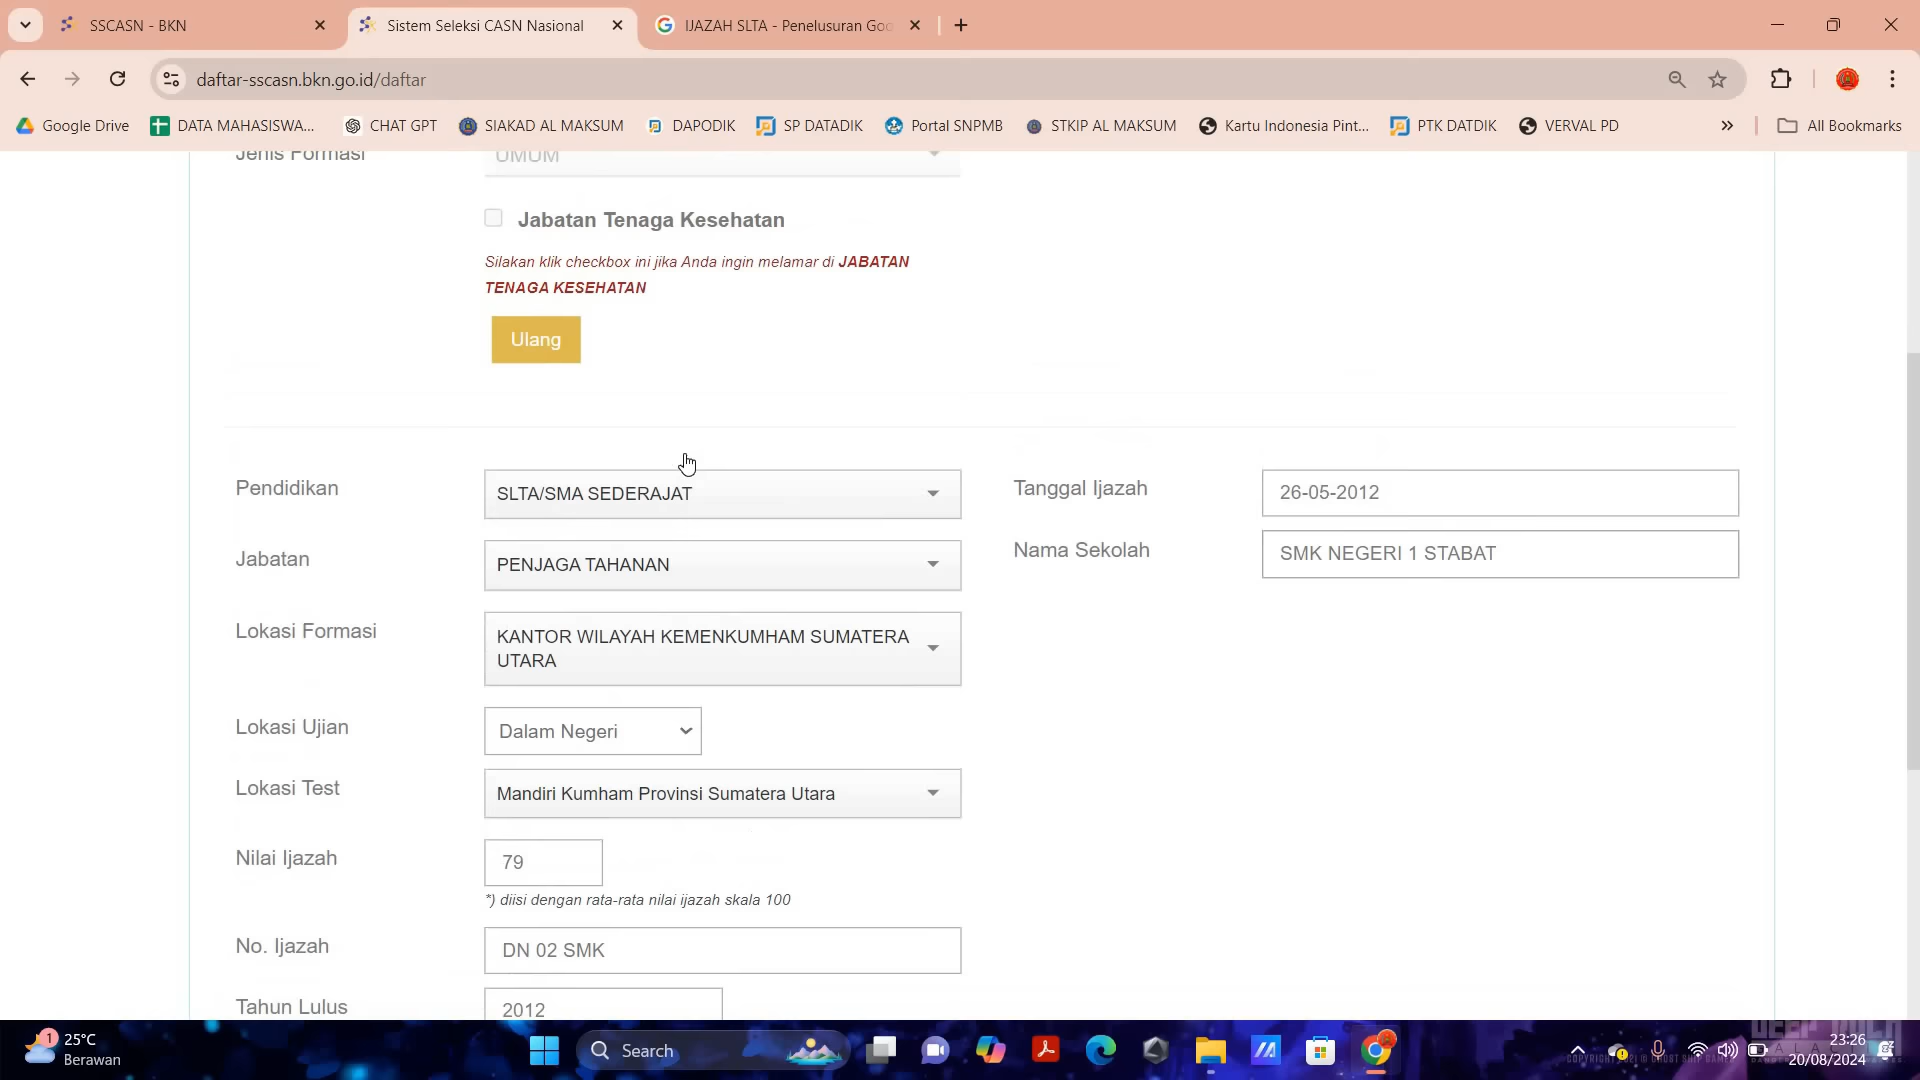 SSCASN - BKN
Sistem Seleksi CASN Nasional
IJAZAH SLTA - Penelusuran Goo
daftar-sscasn.bkn.go.id/daftar
Google Drive
DATA MAHASISWA...
CHAT GPT
SIAKAD AL MAKSUM
DAPODIK
SP DATADIK
Portal SNPMB
STKIP AL MAKSUM
Kartu Indonesia Pint...
PTK DATDIK
VERVAL PD
»
All Bookmarks
Jenis Formasi
UMUM
Jabatan Tenaga Kesehatan
Silakan klik checkbox ini jika Anda ingin melamar di JABATAN
TENAGA KESEHATAN
Ulang
Pendidikan
SLTA/SMA SEDERAJAT
Tanggal Ijazah
26-05-2012
Jabatan
PENJAGA TAHANAN
Nama Sekolah
SMK NEGERI 1 STABAT
Lokasi Formasi
KANTOR WILAYAH KEMENKUMHAM SUMATERA
UTARA
Lokasi Ujian
Dalam Negeri
Lokasi Test
Mandiri Kumham Provinsi Sumatera Utara
Nilai Ijazah
79
*) diisi dengan rata-rata nilai ijazah skala 100
No. Ijazah
DN 02 SMK
Tahun Lulus
2012
1
25°C
Berawan
Search
23:26
20/08/2024